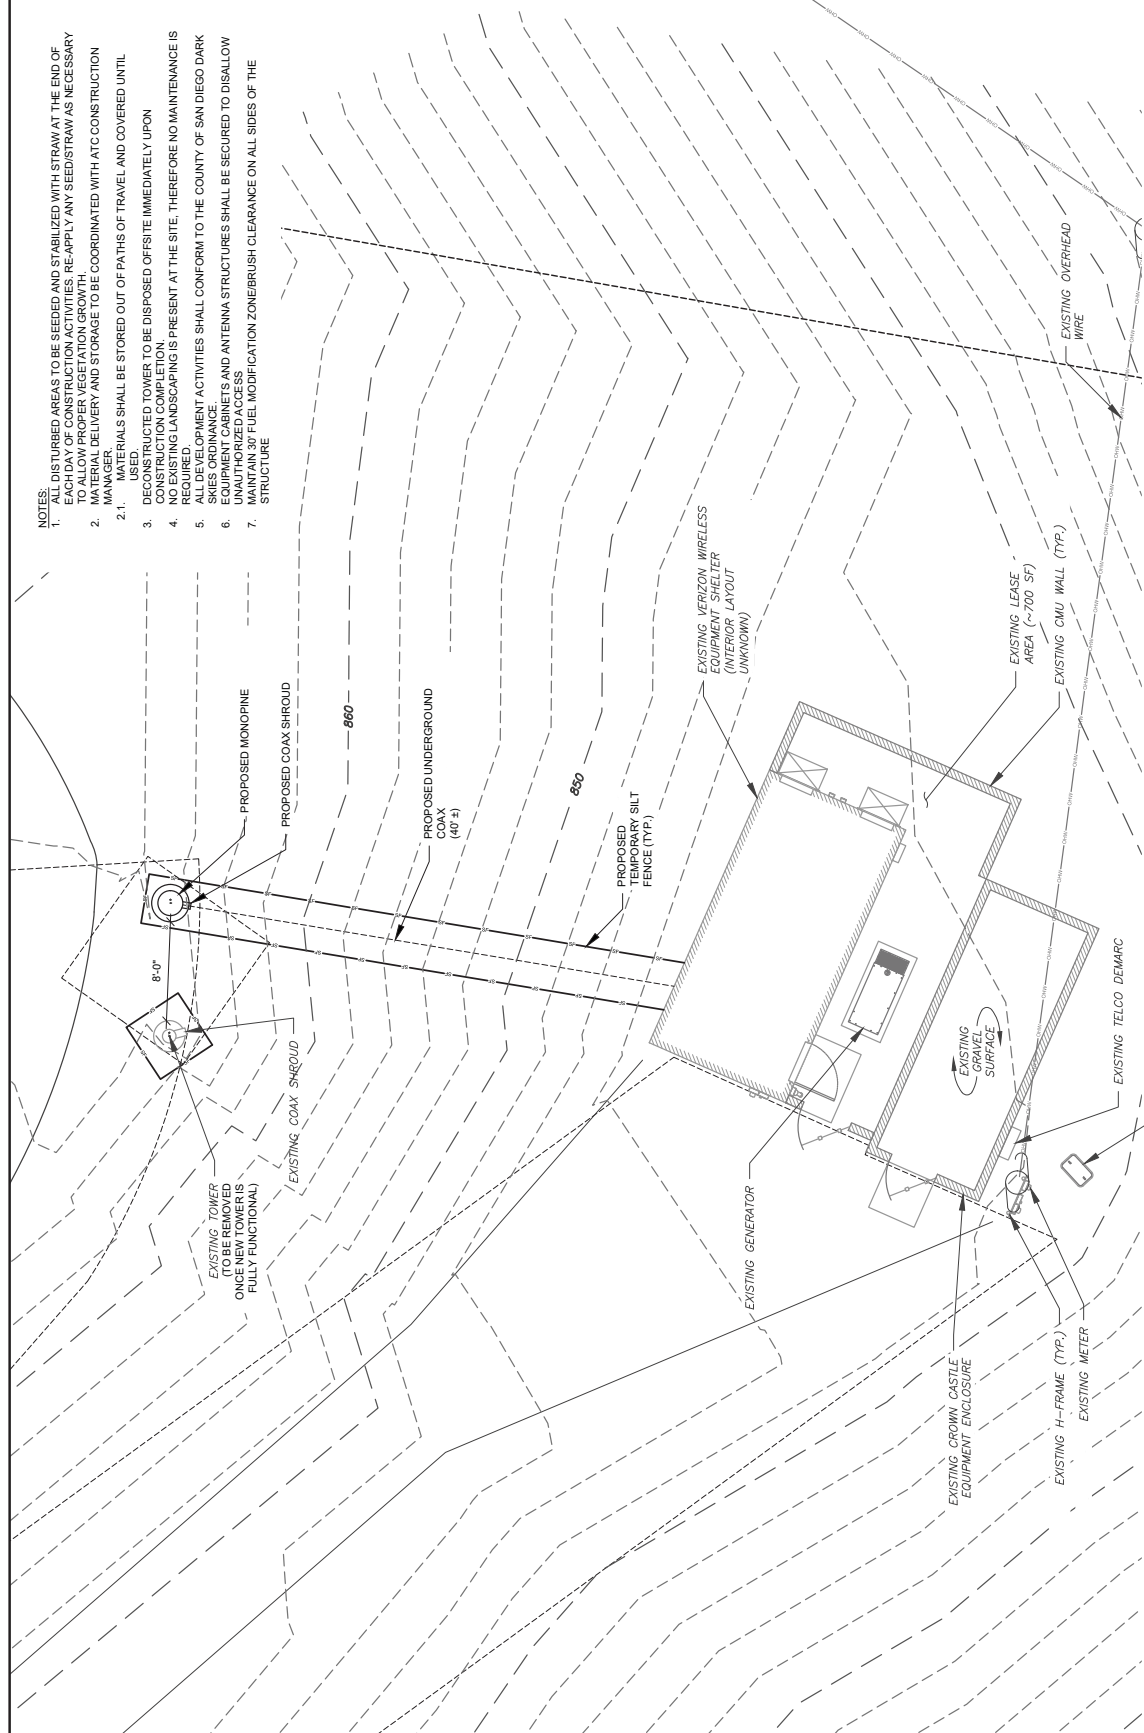 NOTES:
1. ALL DISTURBED AREAS TO BE SEEDED AND STABILIZED WITH STRAW AT THE END OF
EACH DAY OF CONSTRUCTION ACTIVITIES. RE-APPLY ANY SEED/STRAW AS NECESSARY
TO ALLOW PROPER VEGETATION GROWTH.
2. MATERIAL DELIVERY AND STORAGE TO BE COORDINATED WITH ATC CONSTRUCTION
MANAGER.
2.1. MATERIALS SHALL BE STORED OUT OF PATHS OF TRAVEL AND COVERED UNTIL
USED.
3. DECONSTRUCTED TOWER TO BE DISPOSED OFFSITE IMMEDIATELY UPON
CONSTRUCTION COMPLETION.
4. NO EXISTING LANDSCAPING IS PRESENT AT THE SITE, THEREFORE NO MAINTENANCE IS
REQUIRED.
5. ALL DEVELOPMENT ACTIVITIES SHALL CONFORM TO THE COUNTY OF SAN DIEGO DARK
SKIES ORDINANCE.
6. EQUIPMENT CABINETS AND ANTENNA STRUCTURES SHALL BE SECURED TO DISALLOW
UNAUTHORIZED ACCESS
7. MAINTAIN 30' FUEL MODIFICATION ZONE/BRUSH CLEARANCE ON ALL SIDES OF THE
STRUCTURE
8'-0"
PROPOSED MONOPINE
PROPOSED COAX SHROUD
EXISTING TOWER
(TO BE REMOVED
ONCE NEW TOWER IS
FULLY FUNCTIONAL)
EXISTING COAX SHROUD
860
PROPOSED UNDERGROUND
COAX
(40' ±)
850
PROPOSED
TEMPORARY SILT
FENCE (TYP.)
EXISTING VERIZON WIRELESS
EQUIPMENT SHELTER
(INTERIOR LAYOUT
UNKNOWN)
EXISTING GENERATOR
EXISTING
GRAVEL
SURFACE
EXISTING LEASE
AREA (~700 SF)
EXISTING CMU WALL (TYP.)
EXISTING OVERHEAD
WIRE
EXISTING CROWN CASTLE
EQUIPMENT ENCLOSURE
EXISTING H-FRAME (TYP.)
EXISTING METER
EXISTING TELCO DEMARC